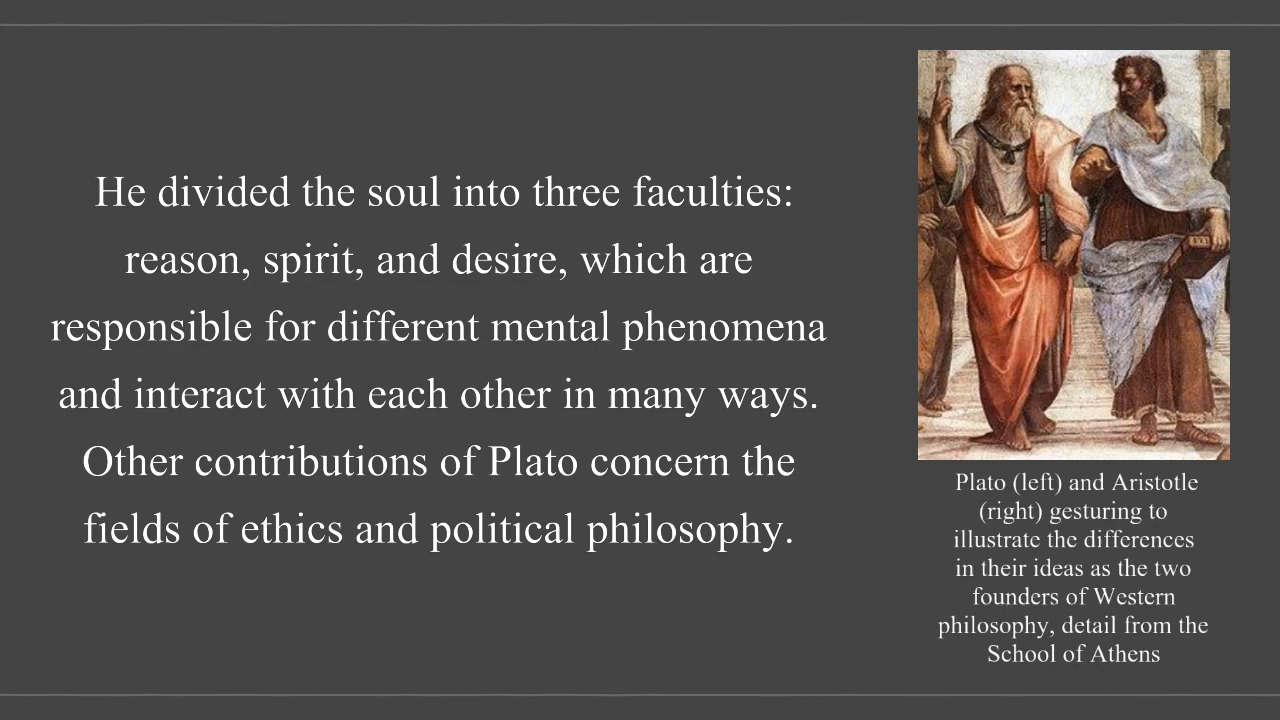 He divided the soul into three faculties:
reason, spirit, and desire, which are
responsible for different mental phenomena
and interact with each other in many ways.
Other contributions of Plato concern the
fields of ethics and political philosophy.
Plato (left) and Aristotle
(right) gesturing to
illustrate the differences
in their ideas as the two
founders of Western
philosophy, detail from the
School of Athens